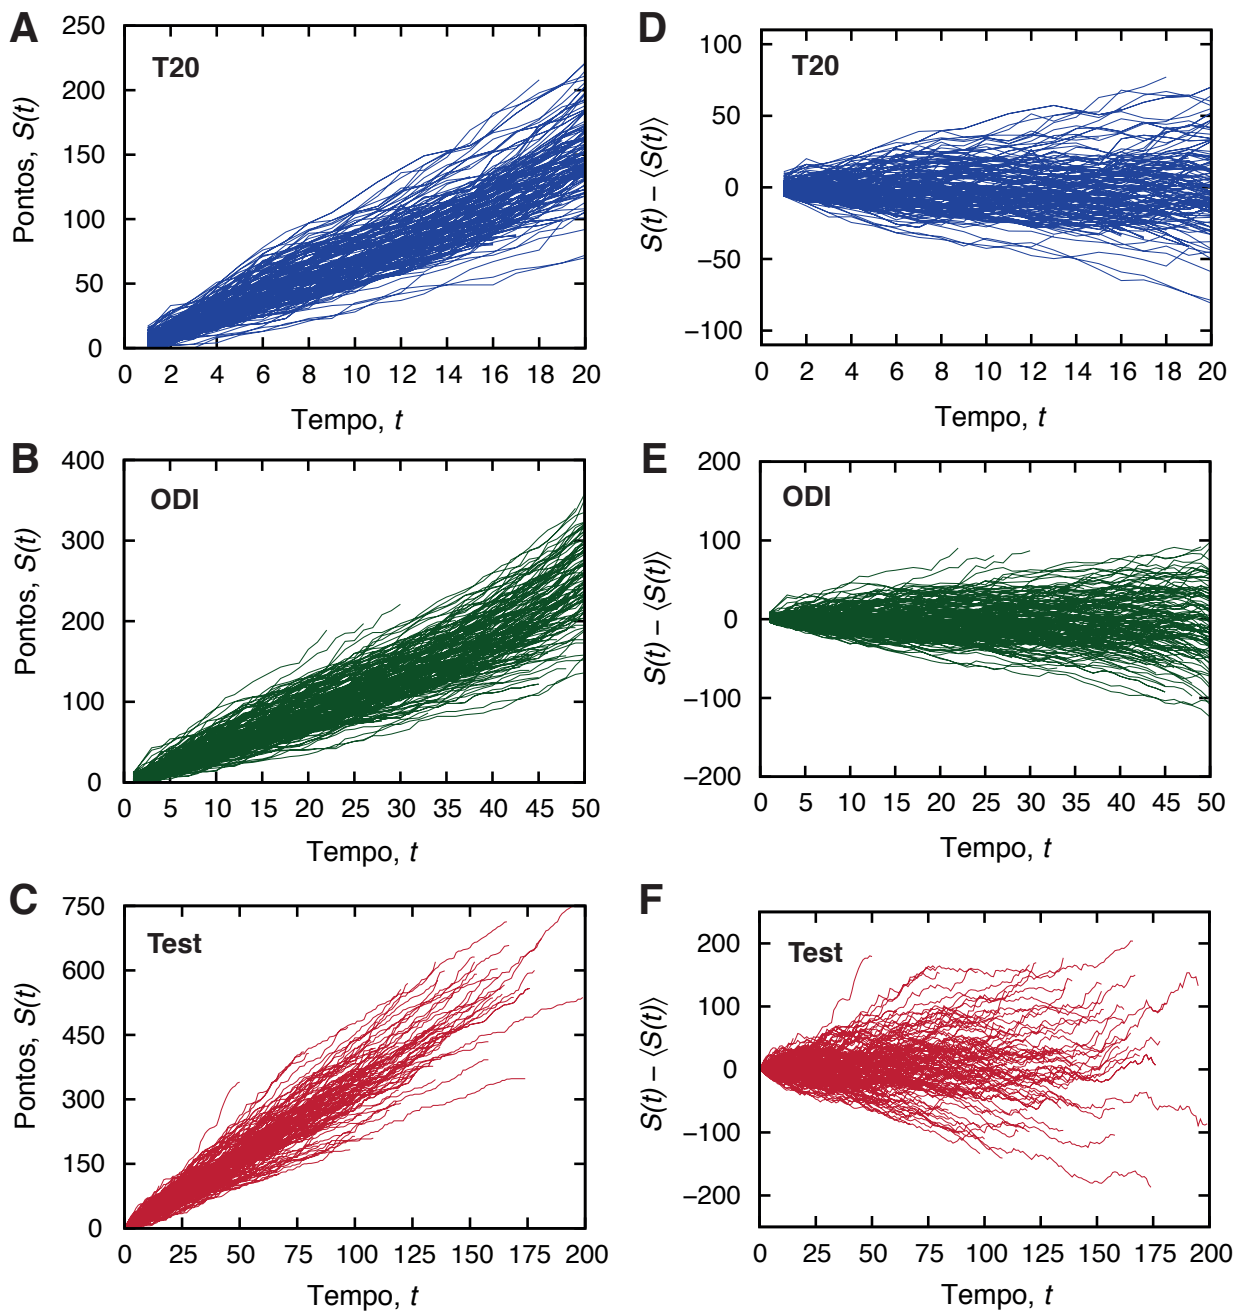 A
T20
Pontos, S(t)
250
200
150
100
50
0
0 2 4 6 8 10 12 14 16 18 20
Tempo, t
D
T20
S(t) − ⟨S(t)⟩
100
50
0
−50
−100
0 2 4 6 8 10 12 14 16 18 20
Tempo, t
B
ODI
Pontos, S(t)
400
300
200
100
0
0 5 10 15 20 25 30 35 40 45 50
Tempo, t
E
ODI
S(t) − ⟨S(t)⟩
200
100
0
−100
−200
0 5 10 15 20 25 30 35 40 45 50
Tempo, t
C
Test
Pontos, S(t)
750
600
450
300
150
0
0 25 50 75 100 125 150 175 200
Tempo, t
F
Test
S(t) − ⟨S(t)⟩
200
100
0
−100
−200
0 25 50 75 100 125 150 175 200
Tempo, t